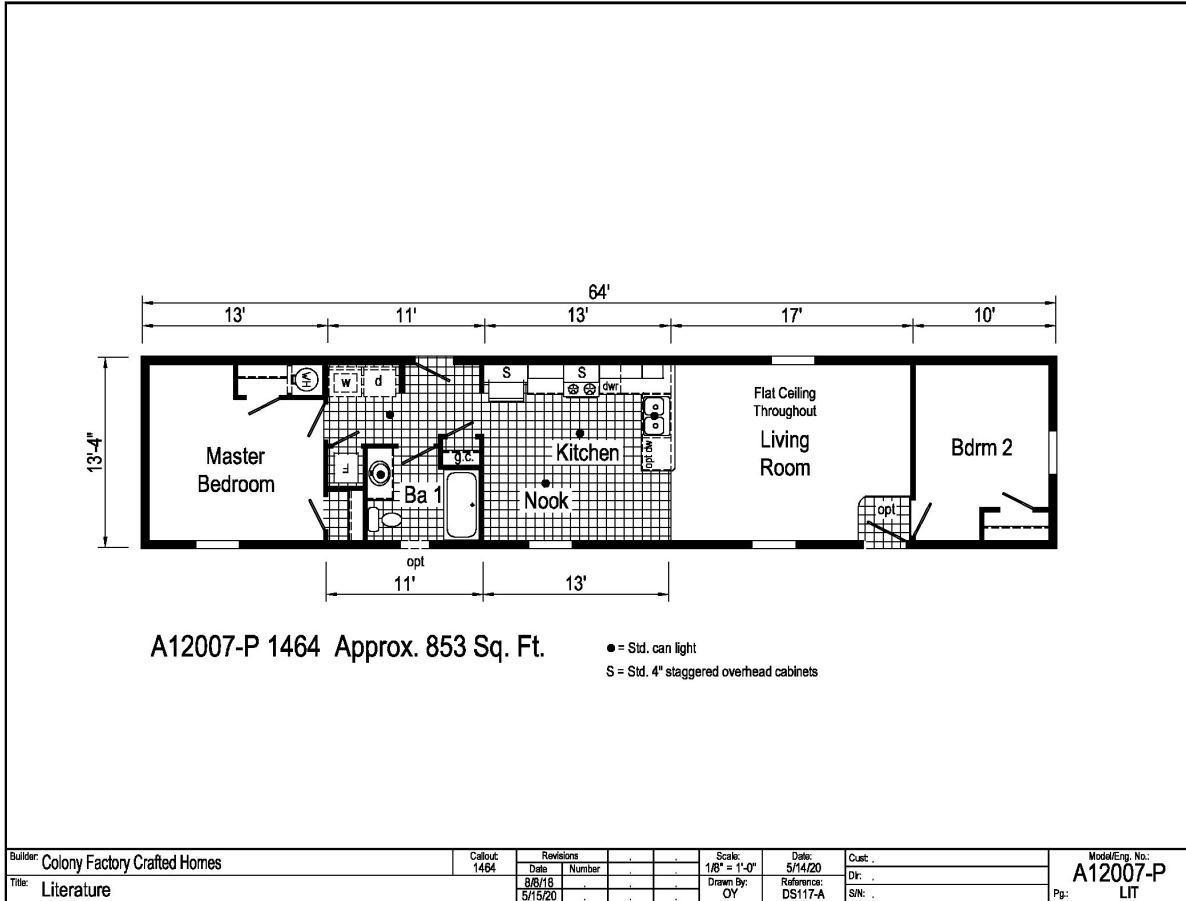 64'
13' 11' 13' 17' 10'
13'-4"
WH
w d
S S
dwr
Flat Ceiling
Throughout
Living
Room
Master
Bedroom
F
g.c.
Ba 1
Kitchen
Nook
opt dw
opt
Bdrm 2
opt
11' 13'
A12007-P 1464 Approx. 853 Sq. Ft.
● = Std. can light
S = Std. 4" staggered overhead cabinets
Builder: Colony Factory Crafted Homes
Title: Literature
Callout:
1464
Revisions
Date Number
8/8/18 .
5/15/20 .
Scale:
1/8" = 1'-0"
Drawn By:
OY
Date:
5/14/20
Reference:
DS117-A
Cust: .
Dir: .
S/N: .
Model/Eng. No.:
A12007-P
Pg.: LIT